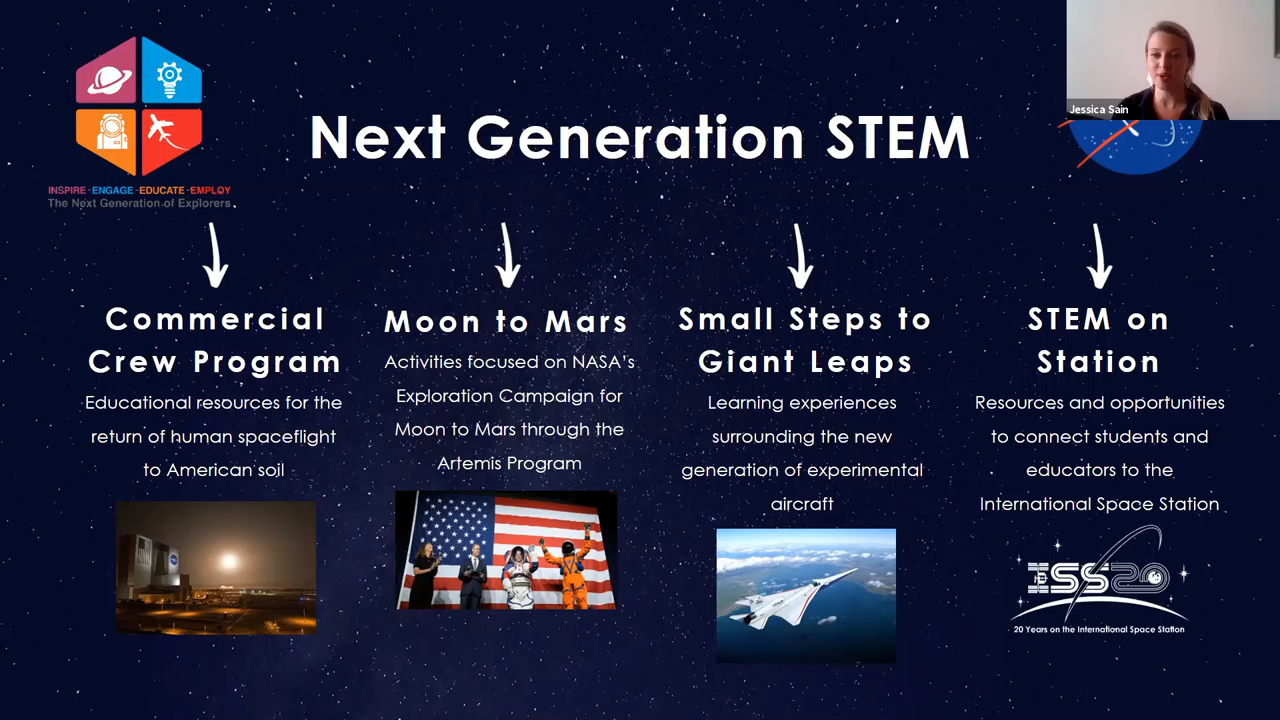 Jessica Sain
Next Generation STEM
INSPIRE · ENGAGE · EDUCATE · EMPLOY
The Next Generation of Explorers
Commercial
Crew Program
Educational resources for the
return of human spaceflight
to American soil
Moon to Mars
Activities focused on NASA's
Exploration Campaign for
Moon to Mars through the
Artemis Program
Small Steps to
Giant Leaps
Learning experiences
surrounding the new
generation of experimental
aircraft
STEM on
Station
Resources and opportunities
to connect students and
educators to the
International Space Station
ISS20
20 Years on the International Space Station